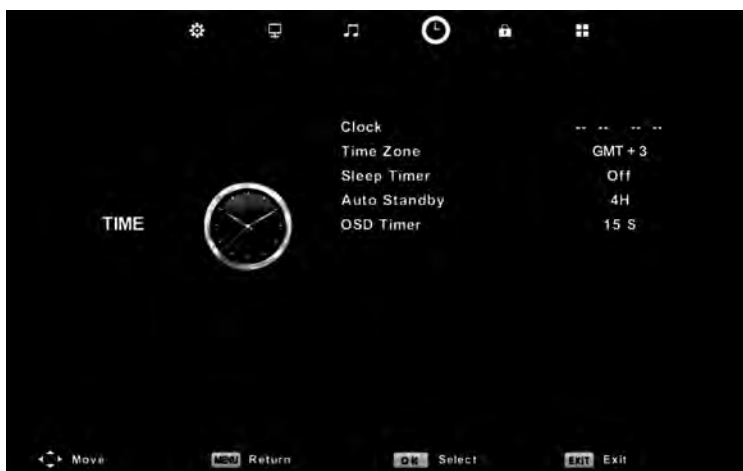 Clock -- -- -- --
Time Zone GMT + 3
Sleep Timer Off
Auto Standby 4H
TIME
OSD Timer 15 S
Move MENU Return OK Select EXIT Exit